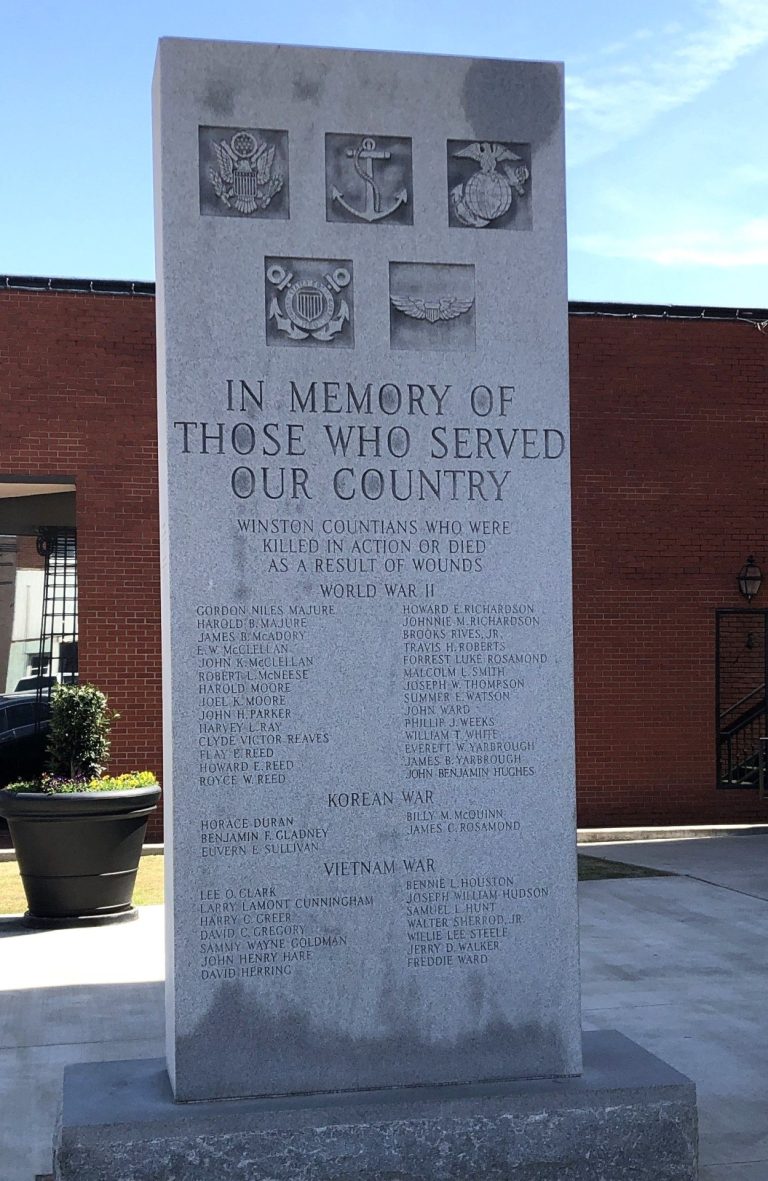 IN MEMORY OF
THOSE WHO SERVED
OUR COUNTRY
WINSTON COUNTIANS WHO WERE
KILLED IN ACTION OR DIED
AS A RESULT OF WOUNDS
WORLD WAR II
GORDON NILES MAJURE
HAROLD B. MAJURE
JAMES B. McADORY
E. W. McCLELLAN
JOHN K. McCLELLAN
ROBERT L. McNEESE
HAROLD MOORE
JOEL K. MOORE
JOHN H. PARKER
HARVEY L. RAY
CLYDE VICTOR REAVES
FLAY E. REED
HOWARD E. REED
ROYCE W. REED
HOWARD E. RICHARDSON
JOHNNIE M. RICHARDSON
BROOKS RIVES, JR.
TRAVIS H. ROBERTS
FORREST LUKE ROSAMOND
MALCOLM L. SMITH
JOSEPH W. THOMPSON
SUMMER E. WATSON
JOHN WARD
PHILLIP J. WEEKS
WILLIAM T. WHITE
EVERETT W. YARBROUGH
JAMES B. YARBROUGH
JOHN BENJAMIN HUGHES
KOREAN WAR
HORACE DURAN
BENJAMIN F. GLADNEY
EUVERN E. SULLIVAN
BILLY M. McQUINN
JAMES C. ROSAMOND
VIETNAM WAR
LEE O. CLARK
LARRY LAMONT CUNNINGHAM
HARRY C. GREER
DAVID C. GREGORY
SAMMY WAYNE GOLDMAN
JOHN HENRY HARE
DAVID HERRING
BENNIE L. HOUSTON
JOSEPH WILLIAM HUDSON
SAMUEL L. HUNT
WALTER SHERROD, JR.
WILLIE LEE STEELE
JERRY D. WALKER
FREDDIE WARD